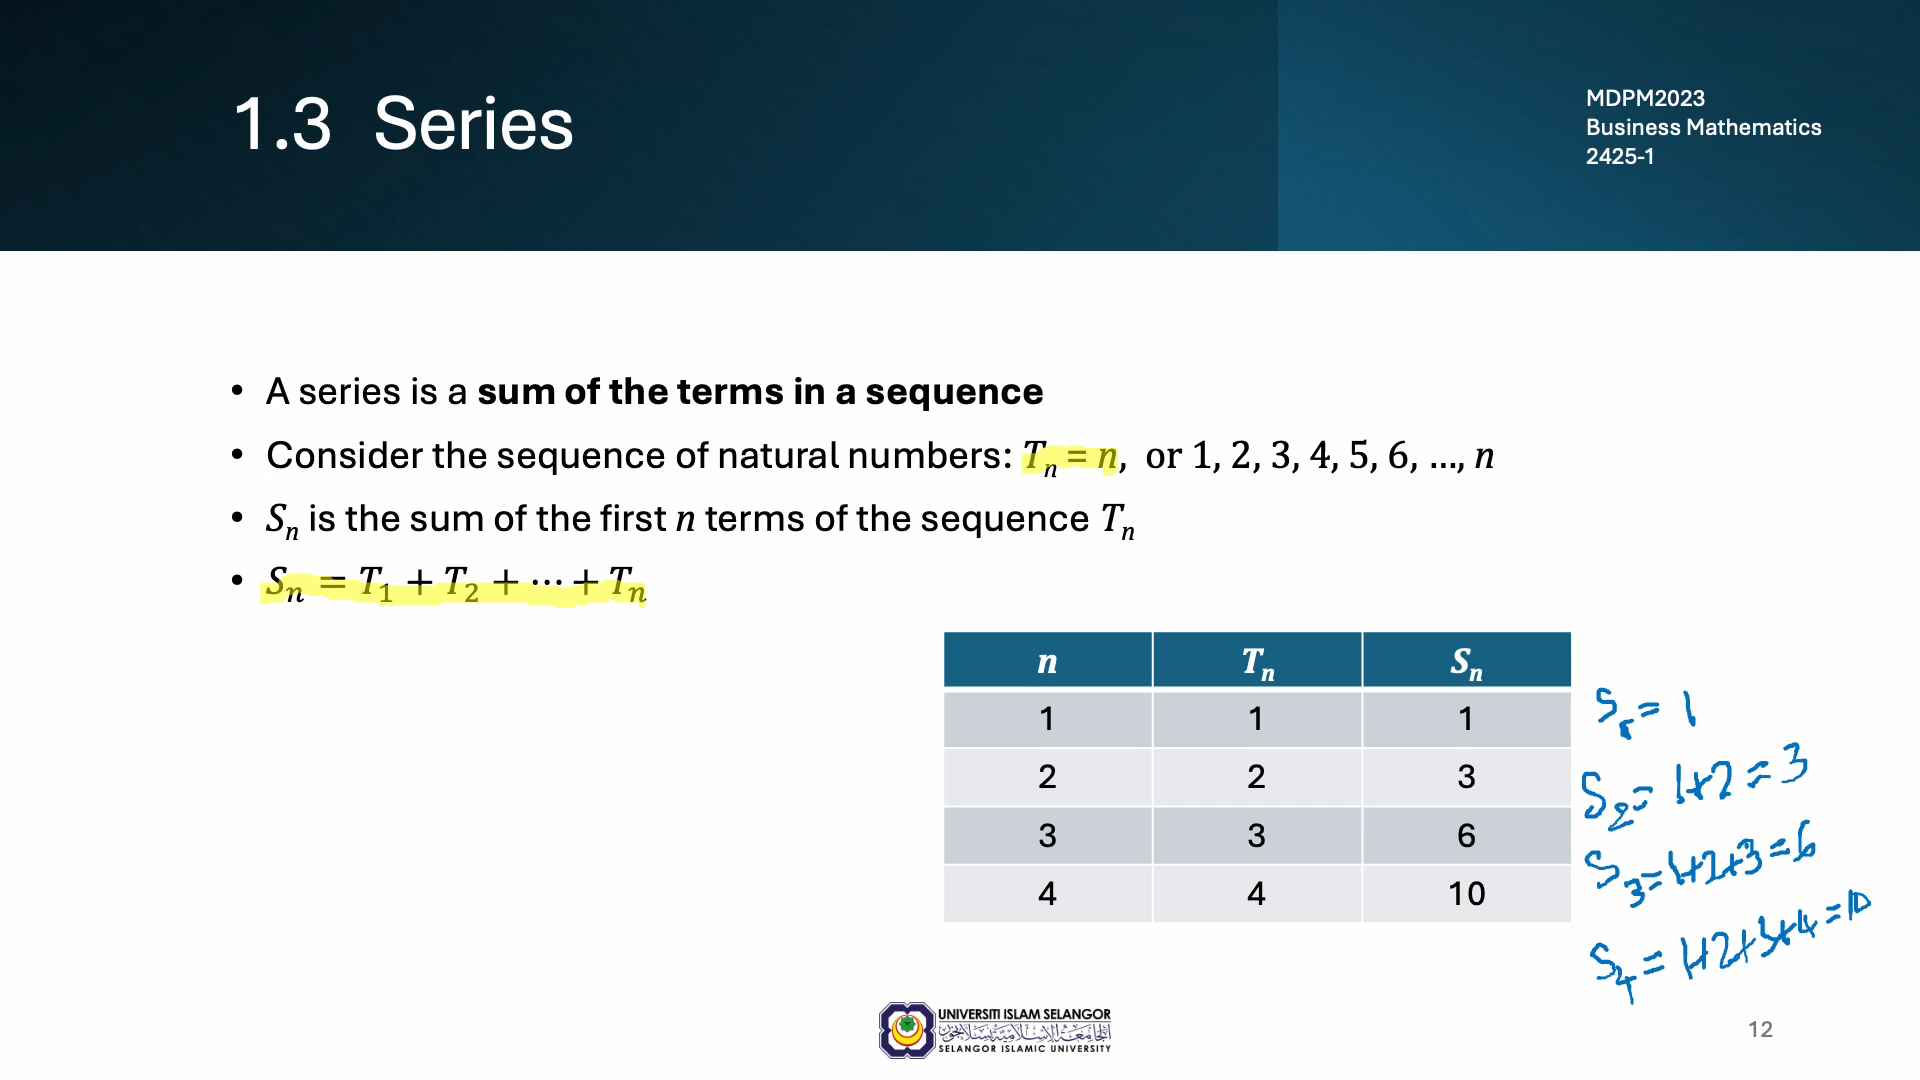 1.3 Series
MDPM2023
Business Mathematics
2425-1
• A series is a sum of the terms in a sequence
• Consider the sequence of natural numbers: Tₙ = n, or 1, 2, 3, 4, 5, 6, …, n
• Sₙ is the sum of the first n terms of the sequence Tₙ
• Sₙ = T₁ + T₂ + ⋯ + Tₙ
n Tₙ Sₙ
1 1 1
2 2 3
3 3 6
4 4 10
S₁ = 1
S₂ = 1+2 = 3
S₃ = 1+2+3 = 6
S₄ = 1+2+3+4 = 10
UNIVERSITI ISLAM SELANGOR
الجامعة الإسلامية بسلانجور
SELANGOR ISLAMIC UNIVERSITY
12